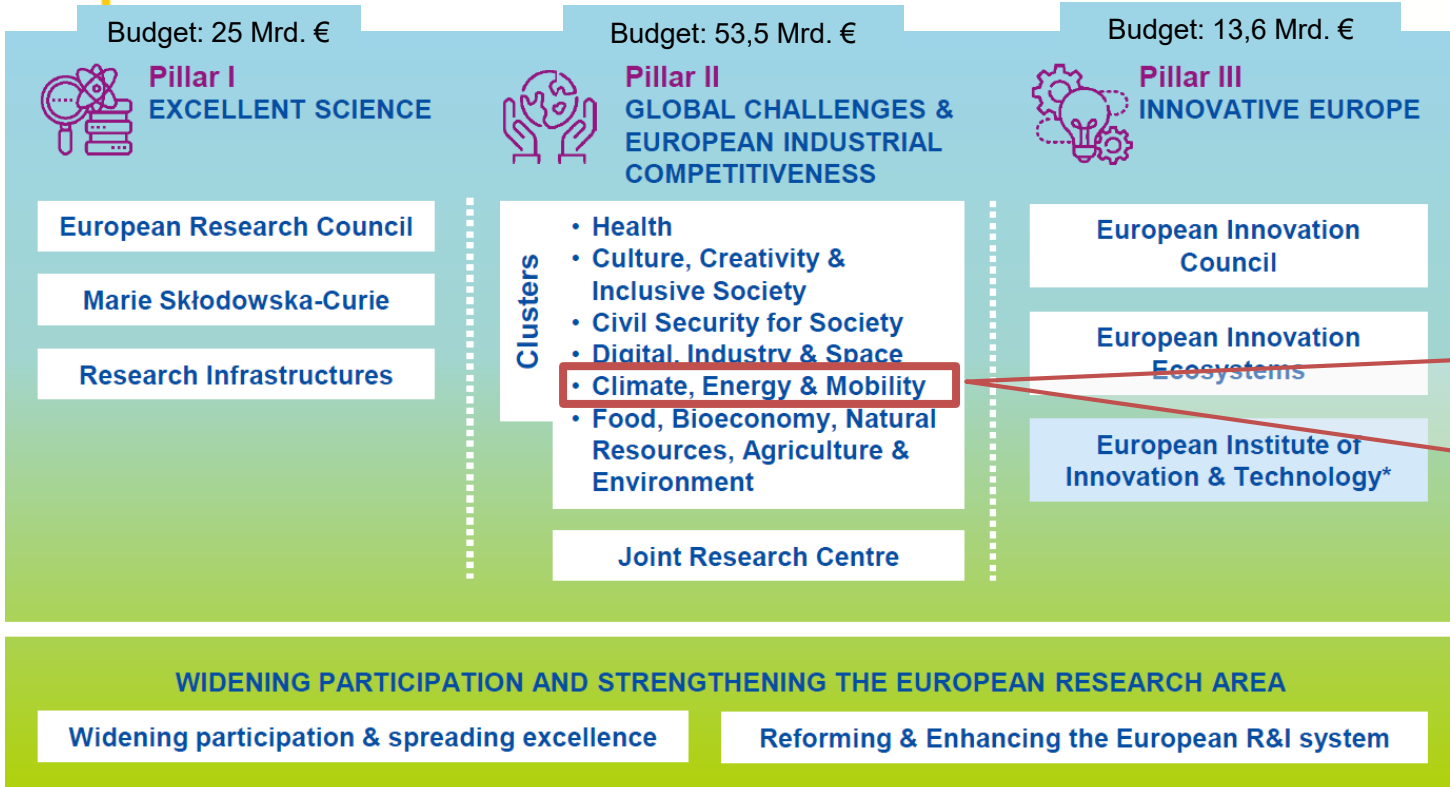 Budget: 25 Mrd. €
Pillar I
EXCELLENT SCIENCE
European Research Council
Marie Skłodowska-Curie
Research Infrastructures
Budget: 53,5 Mrd. €
Pillar II
GLOBAL CHALLENGES &
EUROPEAN INDUSTRIAL
COMPETITIVENESS
Clusters
• Health
• Culture, Creativity &
Inclusive Society
• Civil Security for Society
• Digital, Industry & Space
• Climate, Energy & Mobility
• Food, Bioeconomy, Natural
Resources, Agriculture &
Environment
Joint Research Centre
Budget: 13,6 Mrd. €
Pillar III
INNOVATIVE EUROPE
European Innovation
Council
European Innovation
Ecosystems
European Institute of
Innovation & Technology*
WIDENING PARTICIPATION AND STRENGTHENING THE EUROPEAN RESEARCH AREA
Widening participation & spreading excellence
Reforming & Enhancing the European R&I system